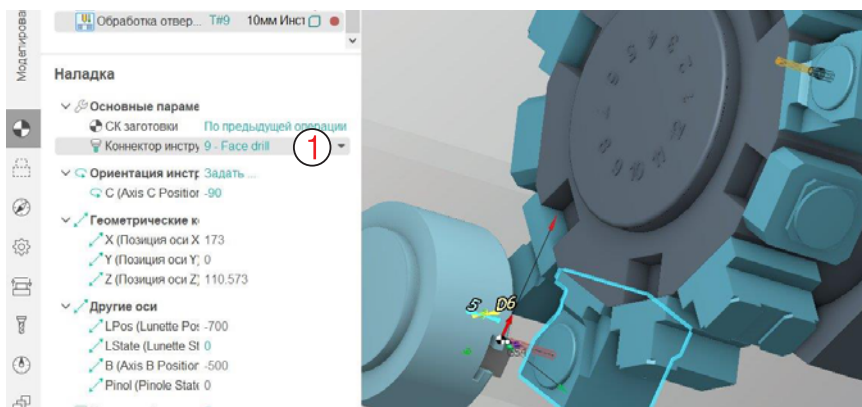 Моделирова
Обработка отвер... T#9 10мм Инст
Наладка
Основные параме
СК заготовки По предыдущей операции
Коннектор инстру 9 - Face drill
1
Ориентация инстр Задать ...
C (Axis C Position -90
Геометрические к
X (Позиция оси X 173
Y (Позиция оси Y; 0
Z (Позиция оси Z; 110.573
Другие оси
LPos (Lunette Pos -700
LState (Lunette St 0
B (Axis B Position -500
Pinol (Pinole State 0
5 D6
G54